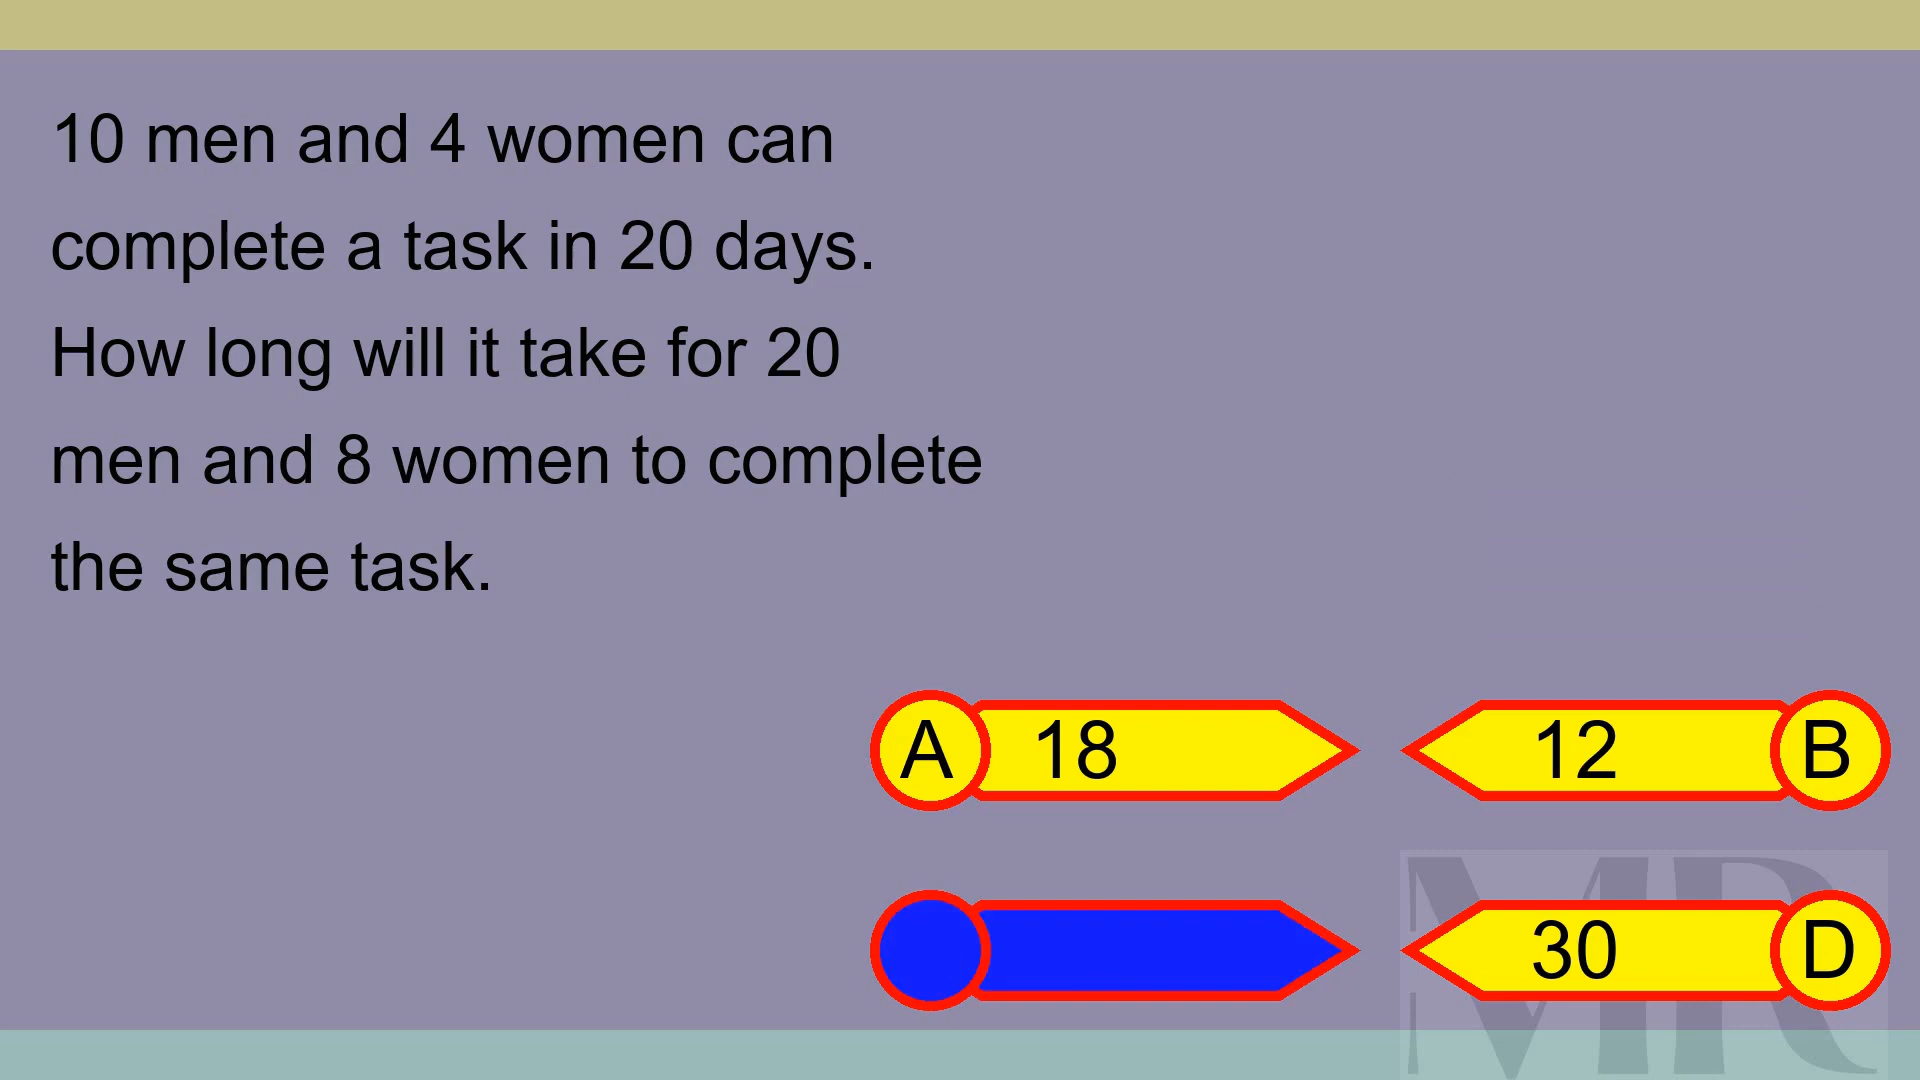 10 men and 4 women can
complete a task in 20 days.
How long will it take for 20
men and 8 women to complete
the same task.
A 18
12 B
30 D
MR